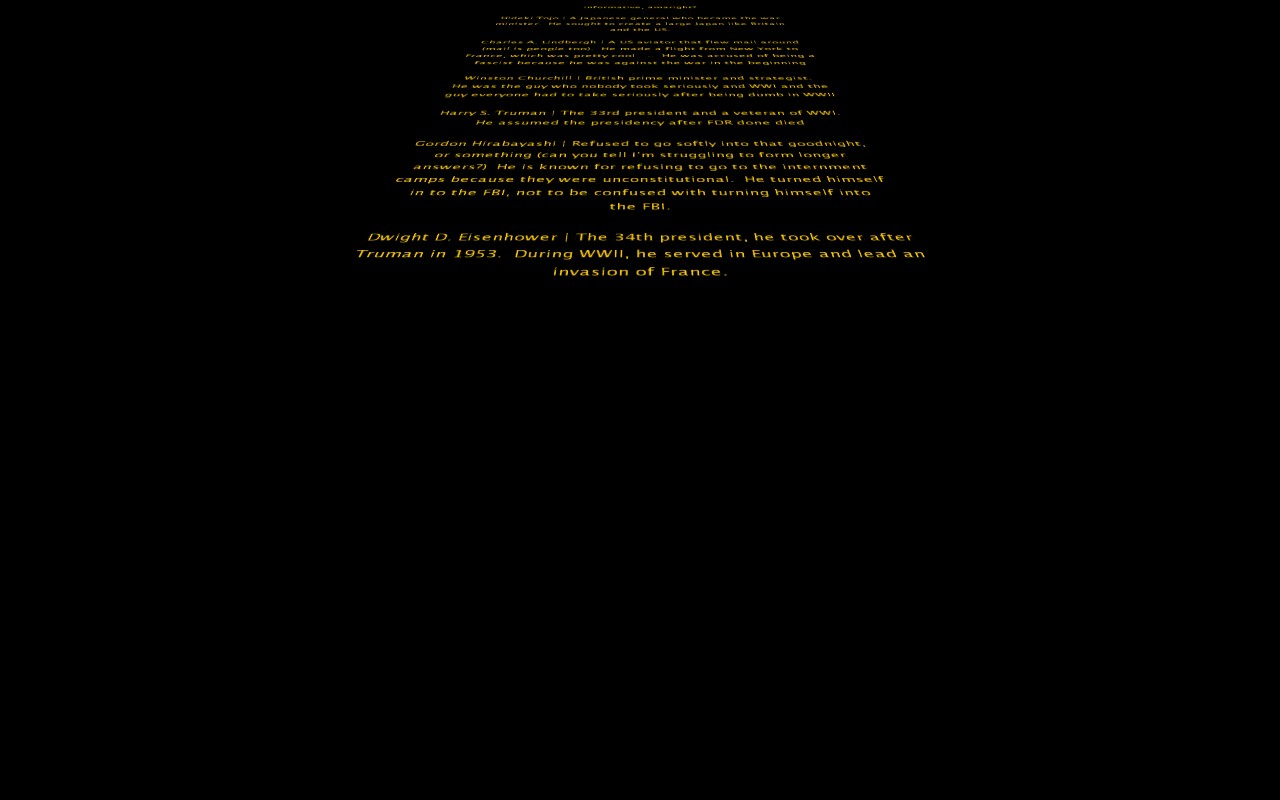 informative, amaright?
Hideki Tojo | A Japanese general who became the war
minister. He sought to create a large Japan like Britain
and the US.
Charles A. Lindbergh | A US aviator that flew mail around
(mail is people too). He made a flight from New York to
France, which was pretty cool. He was accused of being a
fascist because he was against the war in the beginning
Winston Churchill | British prime minister and strategist.
He was the guy who nobody took seriously and WWI and the
guy everyone had to take seriously after being dumb in WWII
Harry S. Truman | The 33rd president and a veteran of WWI.
He assumed the presidency after FDR done died
Gordon Hirabayashi | Refused to go softly into that goodnight,
or something (can you tell I'm struggling to form longer
answers?) He is known for refusing to go to the internment
camps because they were unconstitutional. He turned himself
in to the FBI, not to be confused with turning himself into
the FBI.
Dwight D. Eisenhower | The 34th president, he took over after
Truman in 1953. During WWII, he served in Europe and lead an
invasion of France.